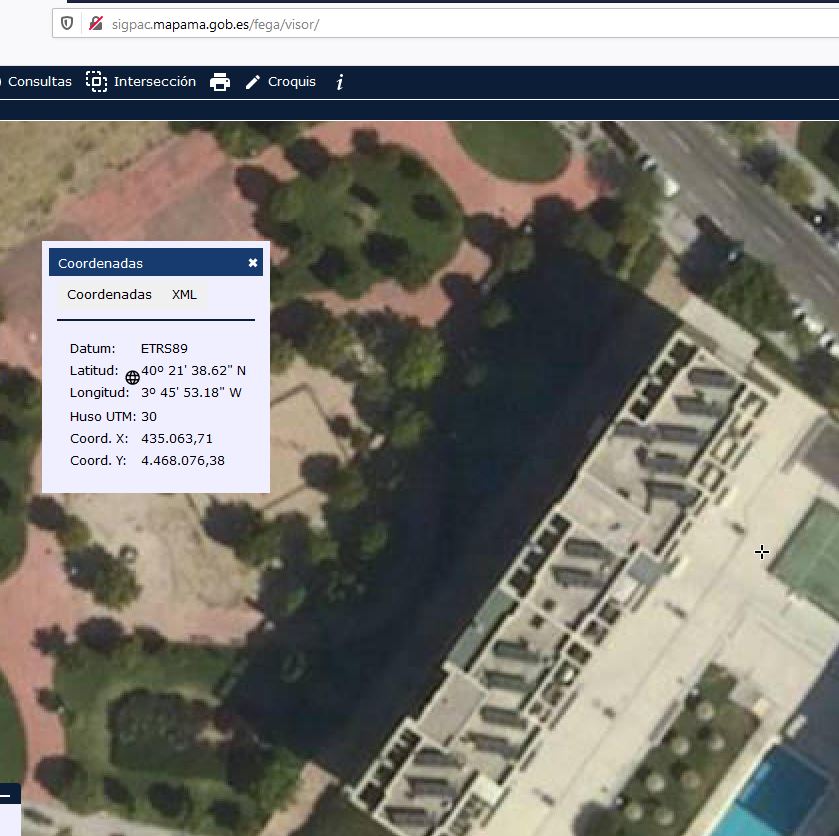 sigpac.mapama.gob.es/fega/visor/
Consultas Intersección Croquis i
Coordenadas ✖
Coordenadas XML
Datum: ETRS89
Latitud: 40º 21' 38.62" N
Longitud: 3º 45' 53.18" W
Huso UTM: 30
Coord. X: 435.063,71
Coord. Y: 4.468.076,38